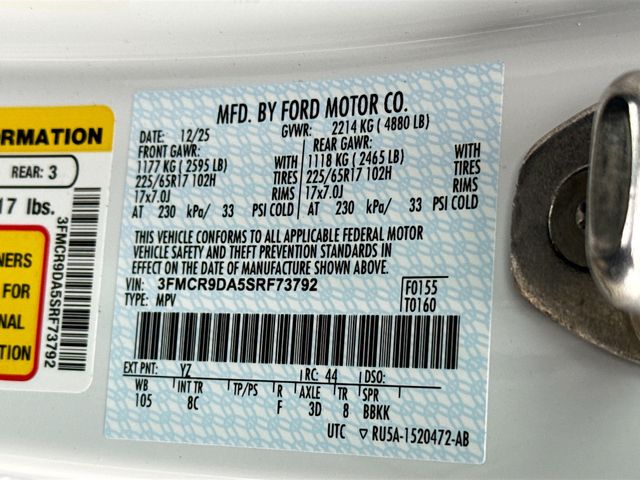 ORMATION
REAR: 3
17 lbs.
NERS
FOR
NAL
TION
3FMCR9DA5SRF73792
MFD. BY FORD MOTOR CO.
DATE: 12/25 GVWR: 2214 KG ( 4880 LB)
FRONT GAWR: REAR GAWR:
1177 KG ( 2595 LB) WITH 1118 KG ( 2465 LB) WITH
225/65R17 102H TIRES 225/65R17 102H TIRES
17x7.0J RIMS 17x7.0J RIMS
AT 230 kPa/ 33 PSI COLD AT 230 kPa/ 33 PSI COLD
THIS VEHICLE CONFORMS TO ALL APPLICABLE FEDERAL MOTOR
VEHICLE SAFETY AND THEFT PREVENTION STANDARDS IN
EFFECT ON THE DATE OF MANUFACTURE SHOWN ABOVE.
VIN: 3FMCR9DA5SRF73792 F0155
TYPE: MPV T0160
EXT PNT: YZ RC: 44 DSO:
WB INT TR TP/PS R AXLE TR SPR
105 8C F 3D 8 BBKK
UTC RU5A-1520472-AB